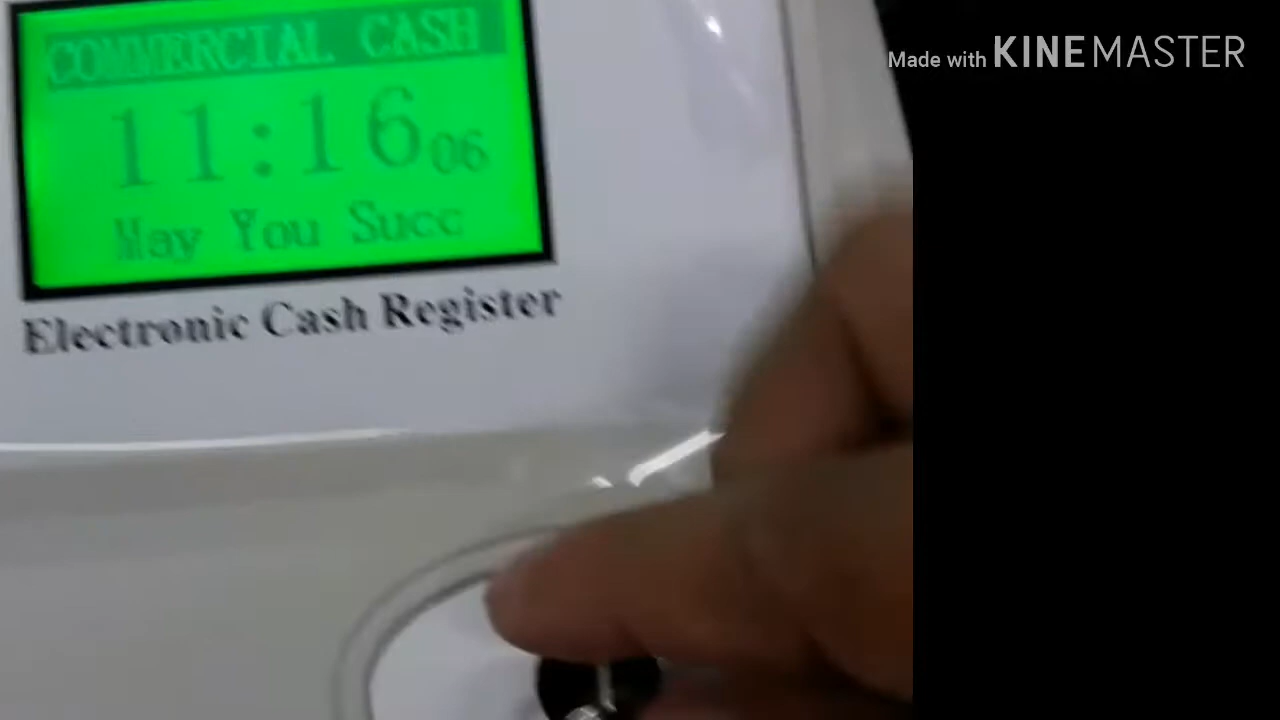 Made with KINEMASTER
COMMERCIAL CASH
11:16 06
May You Succ
Electronic Cash Register